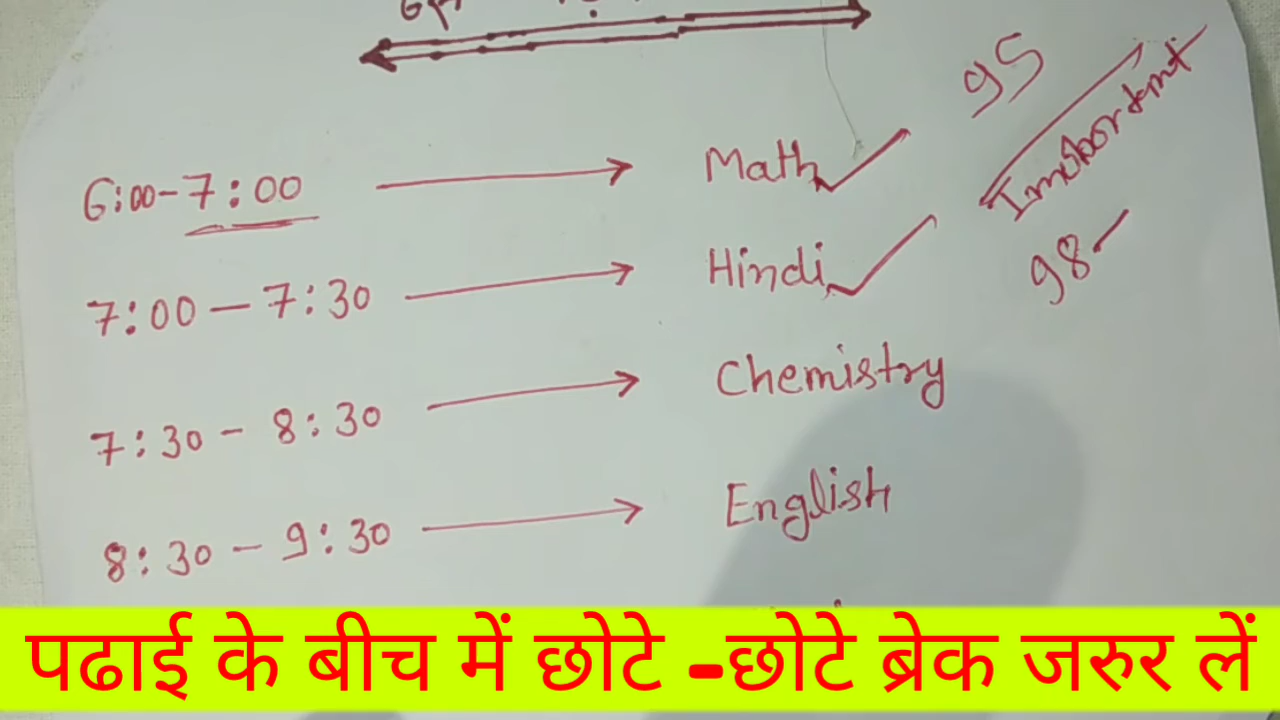 95
6:00-7:00 Math
Imobortemt
7:00-7:30 Hindi
98
7:30-8:30 Chemistry
8:30-9:30 English
पढाई के बीच में छोटे -छोटे ब्रेक जरुर लें